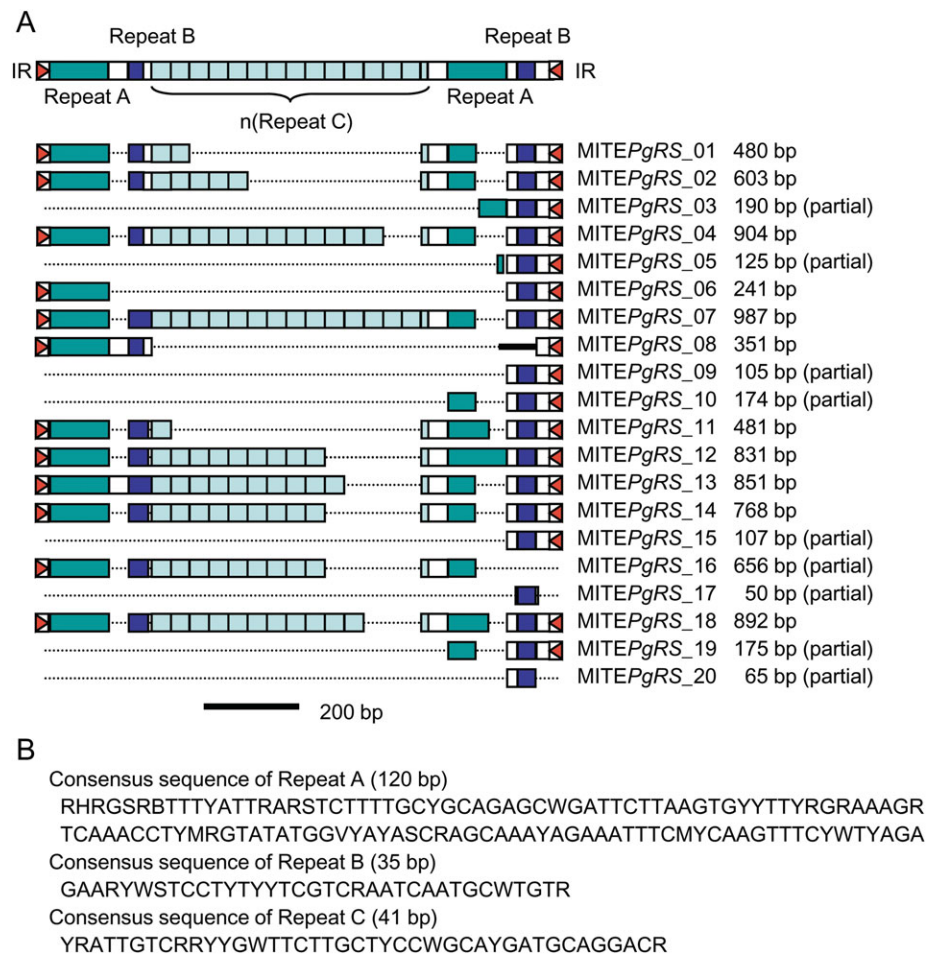 A
Repeat B Repeat B
IR IR
Repeat A Repeat A
n(Repeat C)
MITEPgRS_01 480 bp
MITEPgRS_02 603 bp
MITEPgRS_03 190 bp (partial)
MITEPgRS_04 904 bp
MITEPgRS_05 125 bp (partial)
MITEPgRS_06 241 bp
MITEPgRS_07 987 bp
MITEPgRS_08 351 bp
MITEPgRS_09 105 bp (partial)
MITEPgRS_10 174 bp (partial)
MITEPgRS_11 481 bp
MITEPgRS_12 831 bp
MITEPgRS_13 851 bp
MITEPgRS_14 768 bp
MITEPgRS_15 107 bp (partial)
MITEPgRS_16 656 bp
MITEPgRS_17 50 bp (partial)
MITEPgRS_18 892 bp
MITEPgRS_19 175 bp (partial)
MITEPgRS_20 65 bp (partial)
200 bp
B
Consensus sequence of Repeat A (120 bp)
RHRGSRBTTTYATTRARSTCTTTTGCYGCAGAGCWGATTCTTAAGTGYYTTYRGRAAAGR
TCAAACCTYMRGTATATGGVYAYASCRAGCAAAYAGAAATTTCMYCAAGTTTCYWTYAGA
Consensus sequence of Repeat B (35 bp)
GAARYWSTCCTYTYYTCGTCRAATCAATGCWTGTR
Consensus sequence of Repeat C (41 bp)
YRATTGTCRRYYGWTTCTTGCTYCCWGCAYGATGCAGGACR